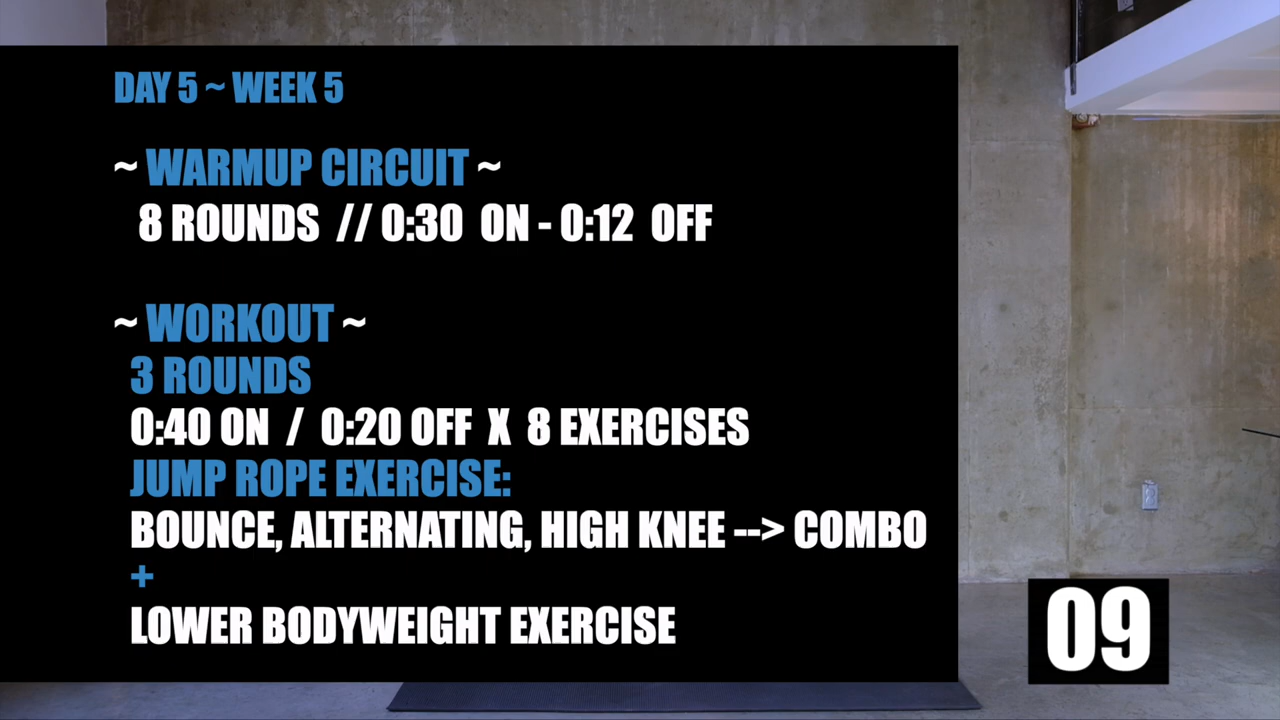 DAY 5 ~ WEEK 5
~ WARMUP CIRCUIT ~
8 ROUNDS // 0:30 ON - 0:12 OFF
~ WORKOUT ~
3 ROUNDS
0:40 ON / 0:20 OFF X 8 EXERCISES
JUMP ROPE EXERCISE:
BOUNCE, ALTERNATING, HIGH KNEE --> COMBO
+
LOWER BODYWEIGHT EXERCISE
09